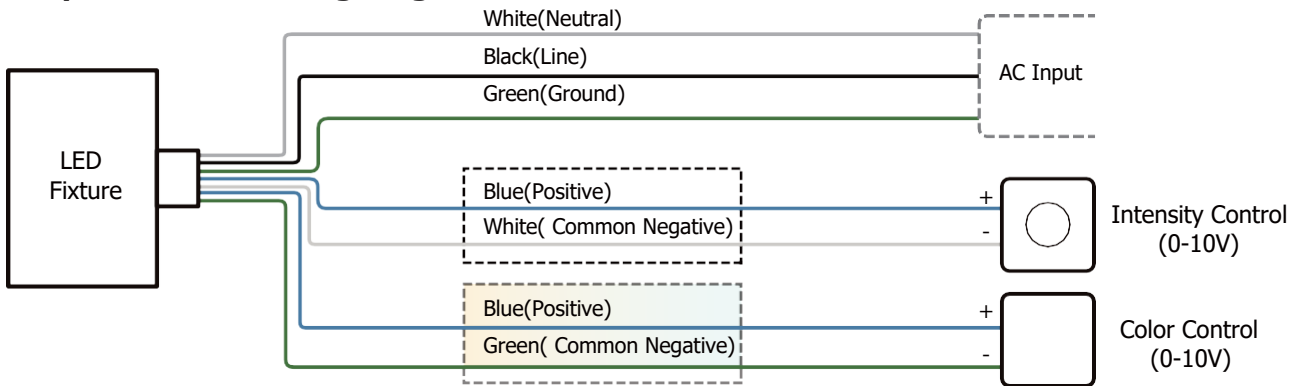 White(Neutral)
Black(Line)
AC Input
Green(Ground)
LED
Fixture
Blue(Positive)
+
White( Common Negative)
-
Intensity Control
(0-10V)
Blue(Positive)
+
Green( Common Negative)
-
Color Control
(0-10V)